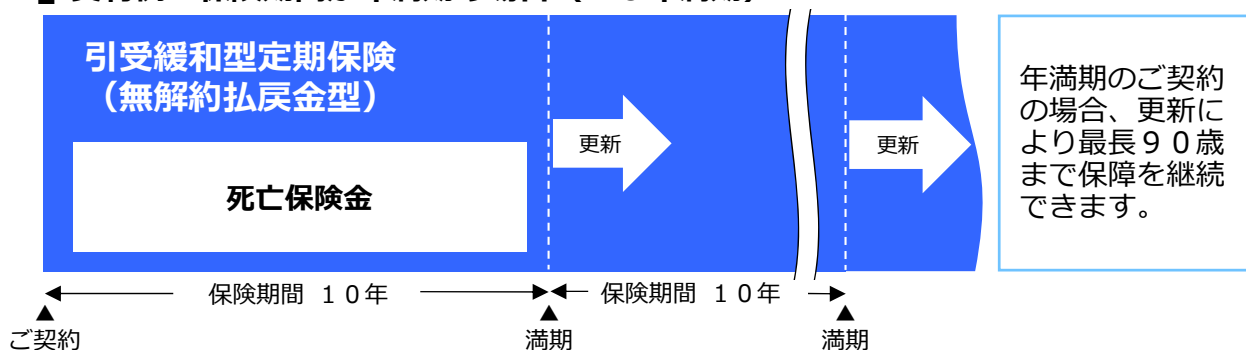 引受緩和型定期保険
（無解約払戻金型）
死亡保険金
更新
更新
年満期のご契約
の場合、更新に
より最長９０歳
まで保障を継続
できます。
保険期間 １０年
保険期間 １０年
ご契約
満期
満期